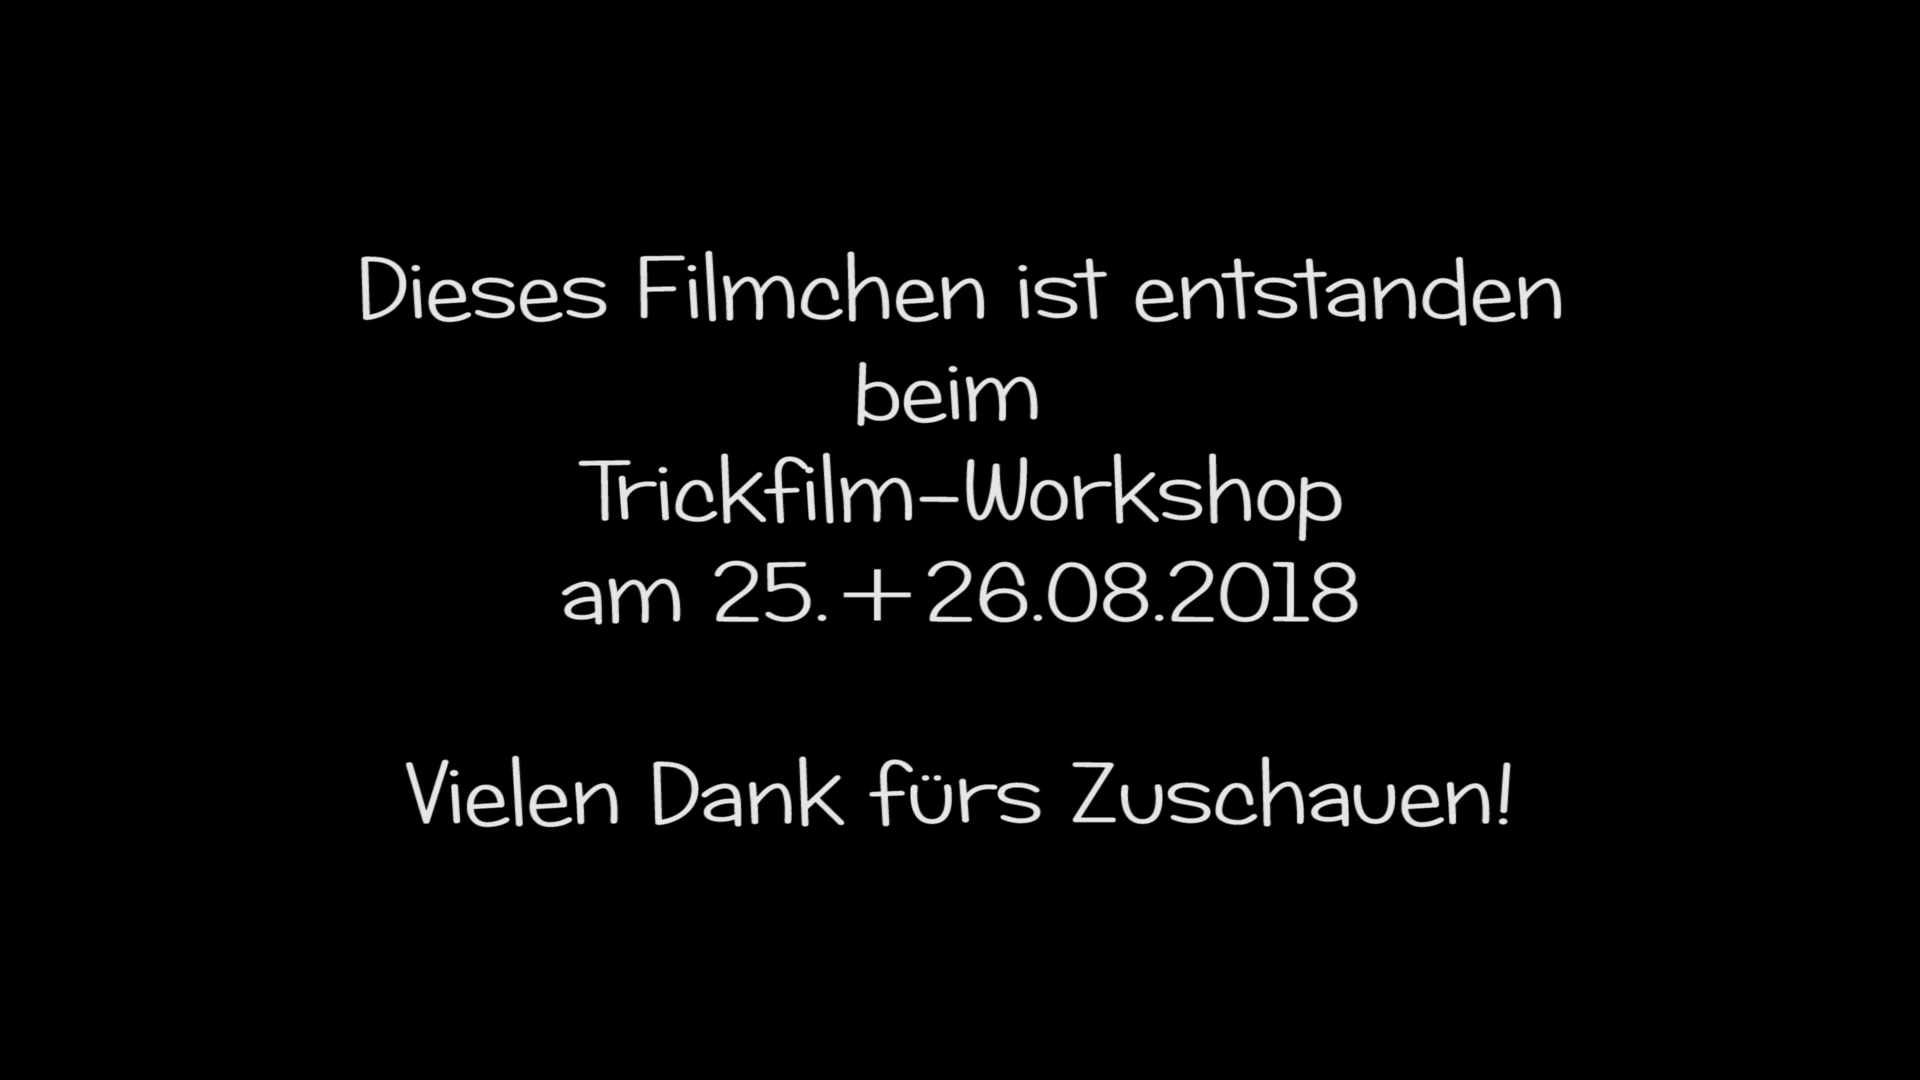 Dieses Filmchen ist entstanden
beim
Trickfilm-Workshop
am 25.+26.08.2018
Vielen Dank fürs Zuschauen!